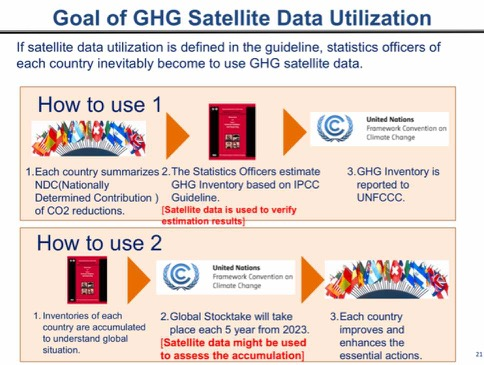 Goal of GHG Satellite Data Utilization
If satellite data utilization is defined in the guideline, statistics officers of
each country inevitably become to use GHG satellite data.
How to use 1
United Nations
Framework Convention on
Climate Change
1.Each country summarizes
NDC(Nationally
Determined Contribution )
of CO2 reductions.
2.The Statistics Officers estimate
GHG Inventory based on IPCC
Guideline.
[Satellite data is used to verify
estimation results]
3.GHG Inventory is
reported to
UNFCCC.
How to use 2
United Nations
Framework Convention on
Climate Change
1. Inventories of each
country are accumulated
to understand global
situation.
2.Global Stocktake will take
place each 5 year from 2023.
[Satellite data might be used
to assess the accumulation]
3.Each country
improves and
enhances the
essential actions.
21